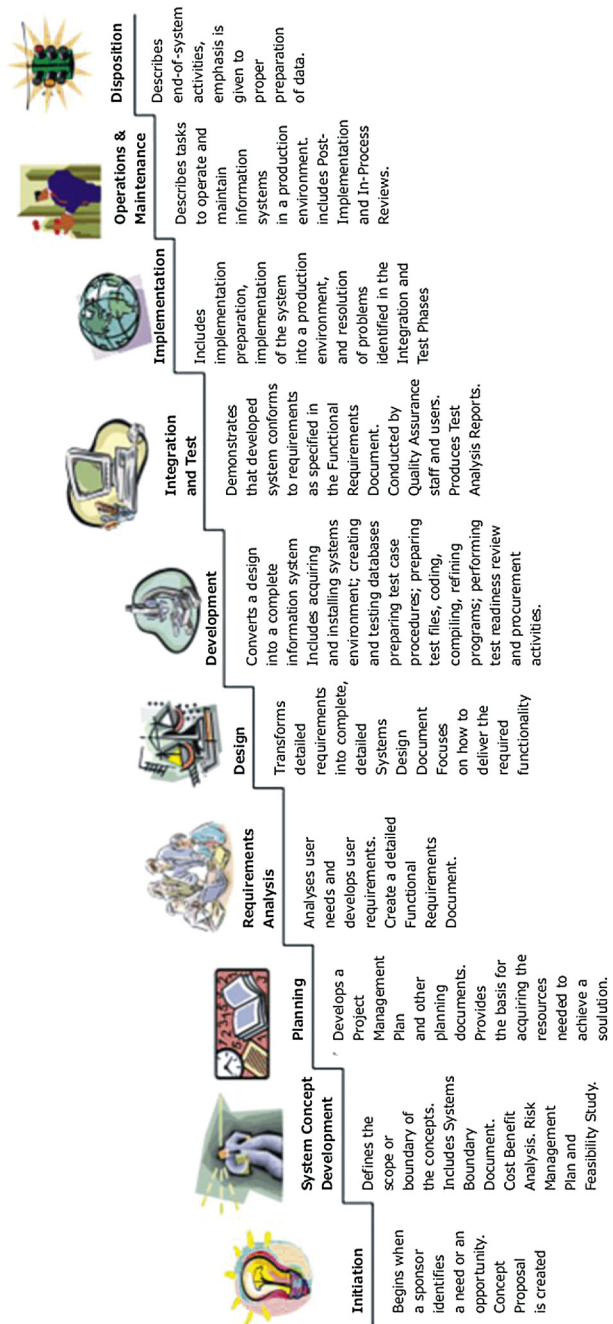 Initiation
Begins when
a sponsor
identifies
a need or an
opportunity.
Concept
Proposal
is created
System Concept
Development
Defines the
scope or
boundary of
the concepts.
Includes Systems
Boundary
Document.
Cost Benefit
Analysis. Risk
Management
Plan and
Feasibility Study.
Planning
Develops a
Project
Management
Plan
and other
planning
documents.
Provides
the basis for
acquiring the
resources
needed to
achieve a
soulution.
Requirements
Analysis
Analyses user
needs and
develops user
requirements.
Create a detailed
Functional
Requirements
Document.
Design
Transforms
detailed
requirements
into complete,
detailed
Systems
Design
Document
Focuses
on how to
deliver the
required
functionality
Development
Converts a design
into a complete
information system
Includes acquiring
and installing systems
environment; creating
and testing databases
preparing test case
procedures; preparing
test files, coding,
compiling, refining
programs; performing
test readiness review
and procurement
activities.
Integration
and Test
Demonstrates
that developed
system conforms
to requirements
as specified in
the Functional
Requirements
Document.
Conducted by
Quality Assurance
staff and users.
Produces Test
Analysis Reports.
Implementation
Includes
implementation
preparation,
implementation
of the system
into a production
environment,
and resolution
of problems
identified in the
Integration and
Test Phases
Operations &
Maintenance
Describes tasks
to operate and
maintain
information
systems
in a production
environment.
includes Post-
Implementation
and In-Process
Reviews.
Disposition
Describes
end-of-system
activities,
emphasis is
given to
proper
preparation
of data.